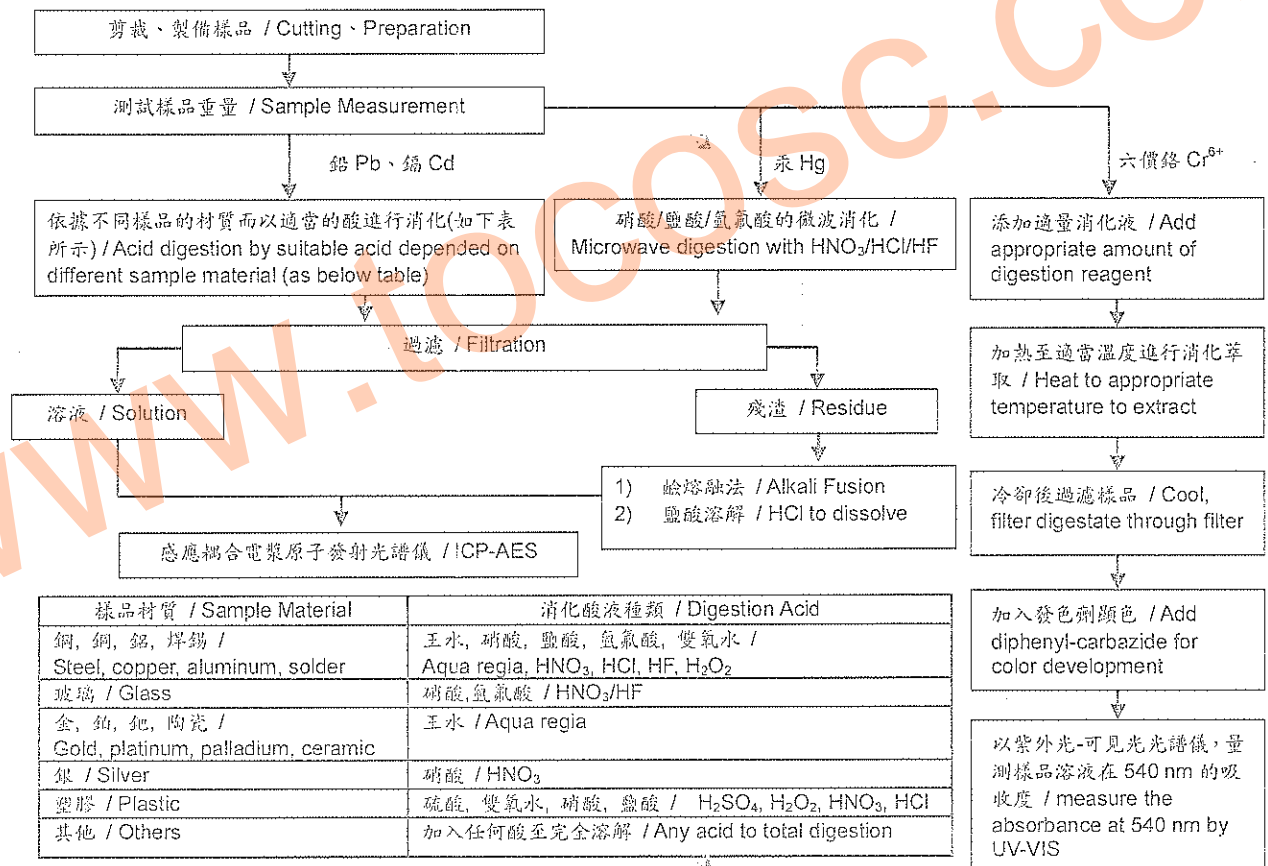 剪裁、製備樣品 / Cutting、Preparation
測試樣品重量 / Sample Measurement
鉛 Pb、鎘 Cd
汞 Hg
六價鉻 Cr⁶⁺
依據不同樣品的材質而以適當的酸進行消化(如下表
所示) / Acid digestion by suitable acid depended on
different sample material (as below table)
硝酸/鹽酸/氫氟酸的微波消化 /
Microwave digestion with HNO₃/HCl/HF
添加適量消化液 / Add
appropriate amount of
digestion reagent
過濾 / Filtration
加熱至適當溫度進行消化萃
取 / Heat to appropriate
temperature to extract
溶液 / Solution
殘渣 / Residue
1) 鹼熔融法 / Alkali Fusion
2) 鹽酸溶解 / HCl to dissolve
冷卻後過濾樣品 / Cool,
filter digestate through filter
感應耦合電漿原子發射光譜儀 / ICP-AES
加入發色劑顯色 / Add
diphenyl-carbazide for
color development
以紫外光-可見光光譜儀，量
測樣品溶液在 540 nm 的吸
收度 / measure the
absorbance at 540 nm by
UV-VIS
樣品材質 / Sample Material
消化酸液種類 / Digestion Acid
鋼, 銅, 鋁, 焊錫 /
Steel, copper, aluminum, solder
王水, 硝酸, 鹽酸, 氫氟酸, 雙氧水 /
Aqua regia, HNO₃, HCl, HF, H₂O₂
玻璃 / Glass
硝酸,氫氟酸 / HNO₃/HF
金, 鉑, 鈀, 陶瓷 /
Gold, platinum, palladium, ceramic
王水 / Aqua regia
銀 / Silver
硝酸 / HNO₃
塑膠 / Plastic
硫酸, 雙氧水, 硝酸, 鹽酸 / H₂SO₄, H₂O₂, HNO₃, HCl
其他 / Others
加入任何酸至完全溶解 / Any acid to total digestion
www.tocosc.co